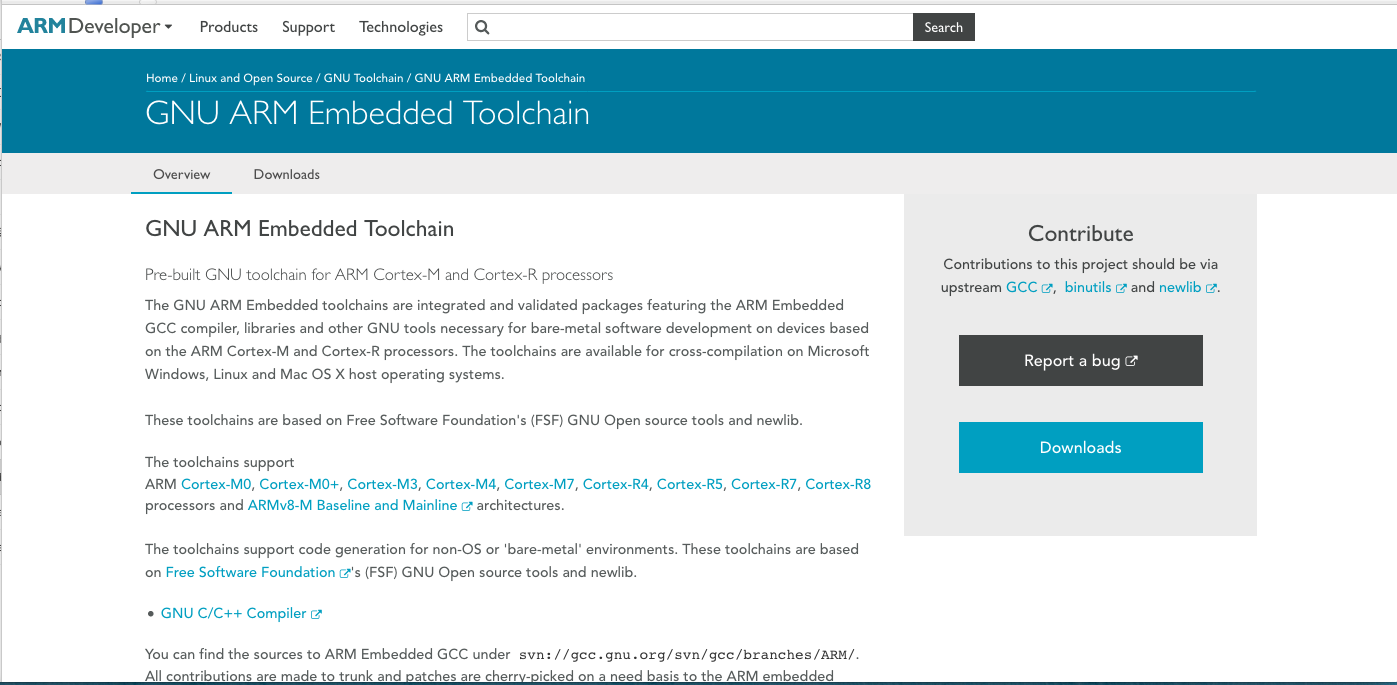 ARM Developer
Products
Support
Technologies
Search
Home / Linux and Open Source / GNU Toolchain / GNU ARM Embedded Toolchain
GNU ARM Embedded Toolchain
Overview
Downloads
GNU ARM Embedded Toolchain
Pre-built GNU toolchain for ARM Cortex-M and Cortex-R processors
The GNU ARM Embedded toolchains are integrated and validated packages featuring the ARM Embedded
GCC compiler, libraries and other GNU tools necessary for bare-metal software development on devices based
on the ARM Cortex-M and Cortex-R processors. The toolchains are available for cross-compilation on Microsoft
Windows, Linux and Mac OS X host operating systems.
These toolchains are based on Free Software Foundation's (FSF) GNU Open source tools and newlib.
The toolchains support
ARM Cortex-M0, Cortex-M0+, Cortex-M3, Cortex-M4, Cortex-M7, Cortex-R4, Cortex-R5, Cortex-R7, Cortex-R8
processors and ARMv8-M Baseline and Mainline architectures.
The toolchains support code generation for non-OS or 'bare-metal' environments. These toolchains are based
on Free Software Foundation 's (FSF) GNU Open source tools and newlib.
• GNU C/C++ Compiler
You can find the sources to ARM Embedded GCC under svn://gcc.gnu.org/svn/gcc/branches/ARM/.
All contributions are made to trunk and patches are cherry-picked on a need basis to the ARM embedded
Contribute
Contributions to this project should be via
upstream GCC , binutils and newlib .
Report a bug
Downloads